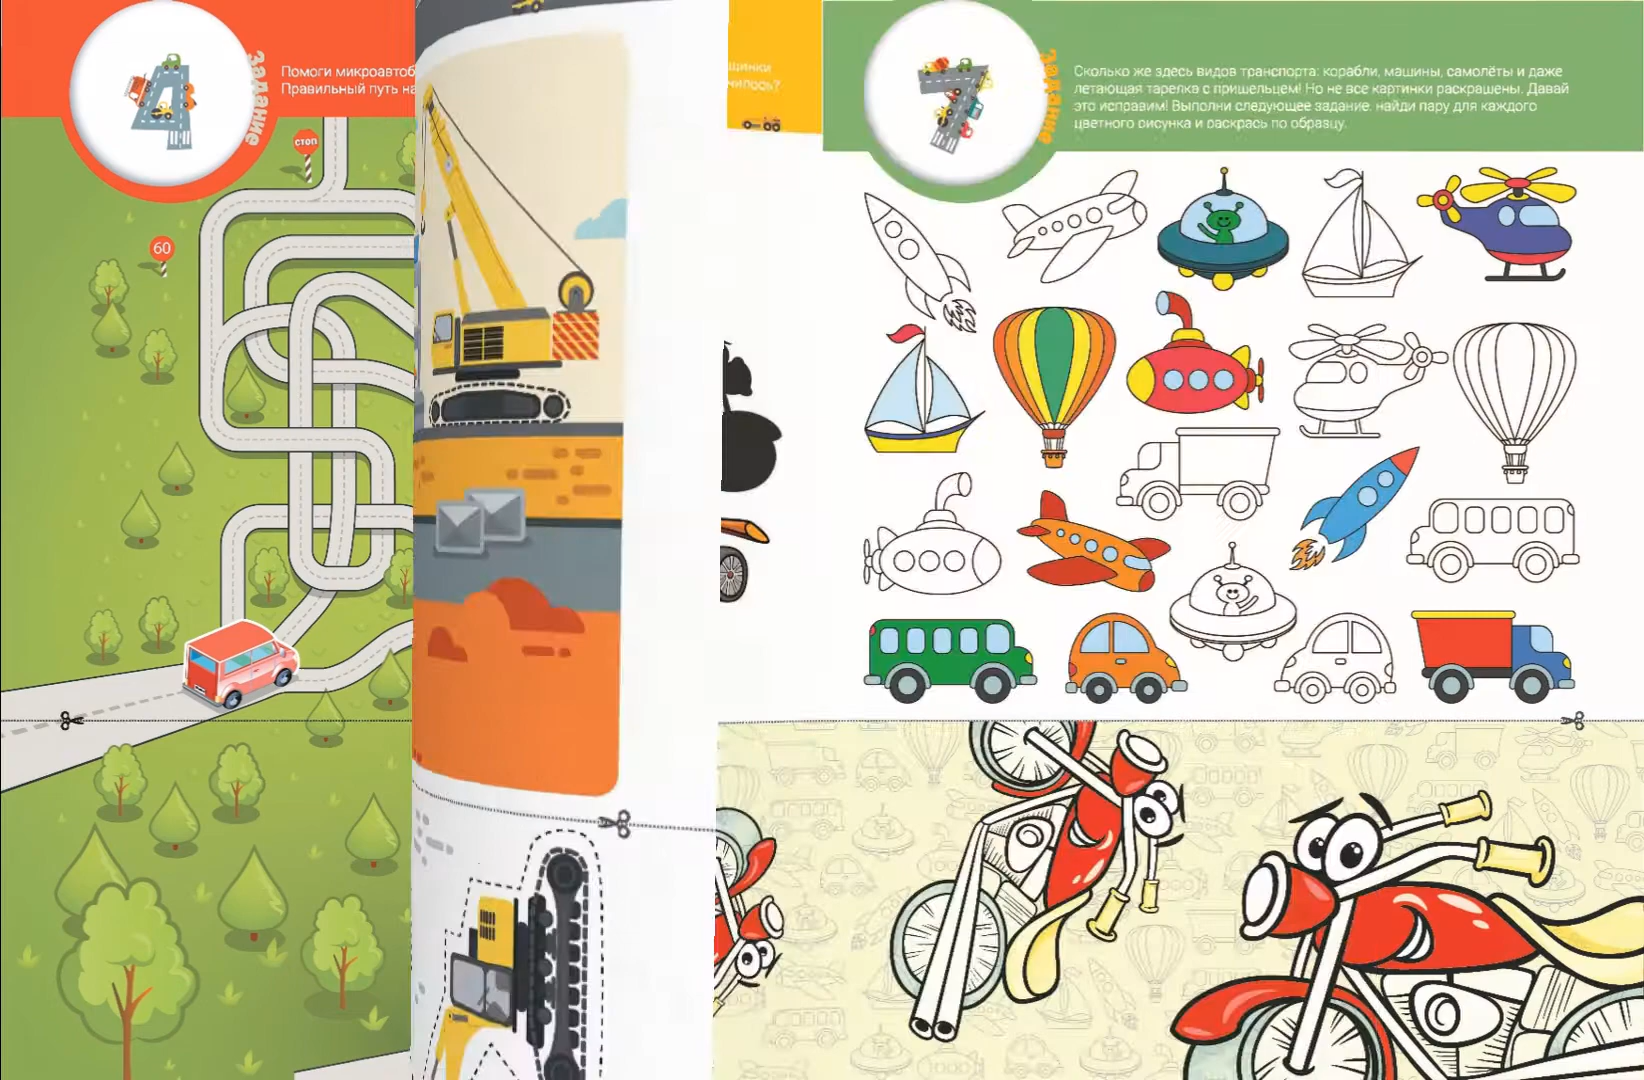 задание
Помоги микроавтоб
Правильный путь на
стоп
60
щинки
чилось?
задание
Сколько же здесь видов транспорта: корабли, машины, самолёты и даже
летающая тарелка с пришельцем! Но не все картинки раскрашены. Давай
это исправим! Выполни следующее задание: найди пару для каждого
цветного рисунка и раскрась по образцу.